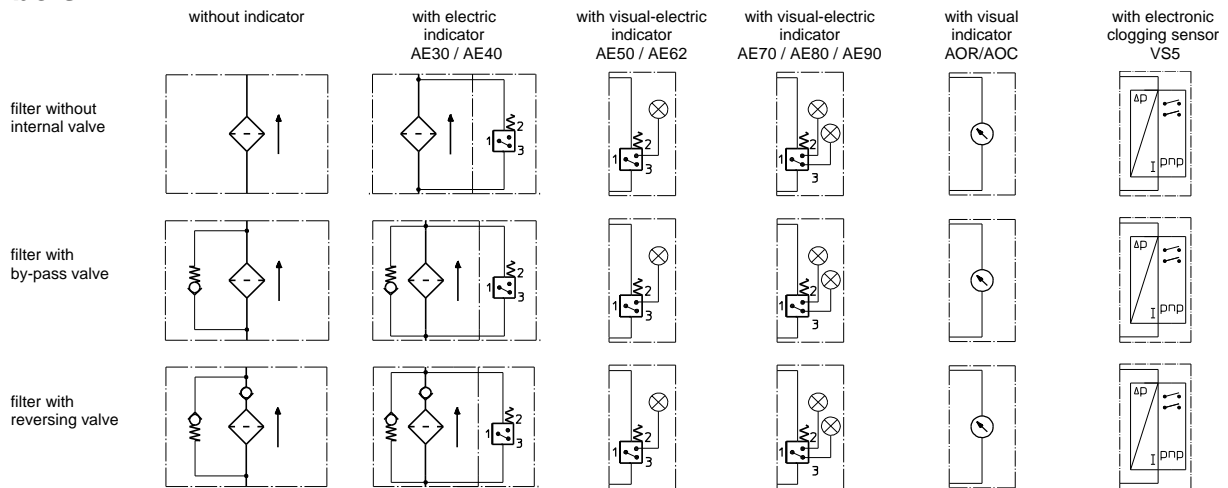 without indicator
with electric
indicator
AE30 / AE40
with visual-electric
indicator
AE50 / AE62
with visual-electric
indicator
AE70 / AE80 / AE90
with visual
indicator
AOR/AOC
with electronic
clogging sensor
VS5
filter without
internal valve
1 2 3
1 2 3
1 2 3
Δp
I pnp
filter with
by-pass valve
1 2 3
1 2 3
1 2 3
Δp
I pnp
filter with
reversing valve
1 2 3
1 2 3
1 2 3
Δp
I pnp